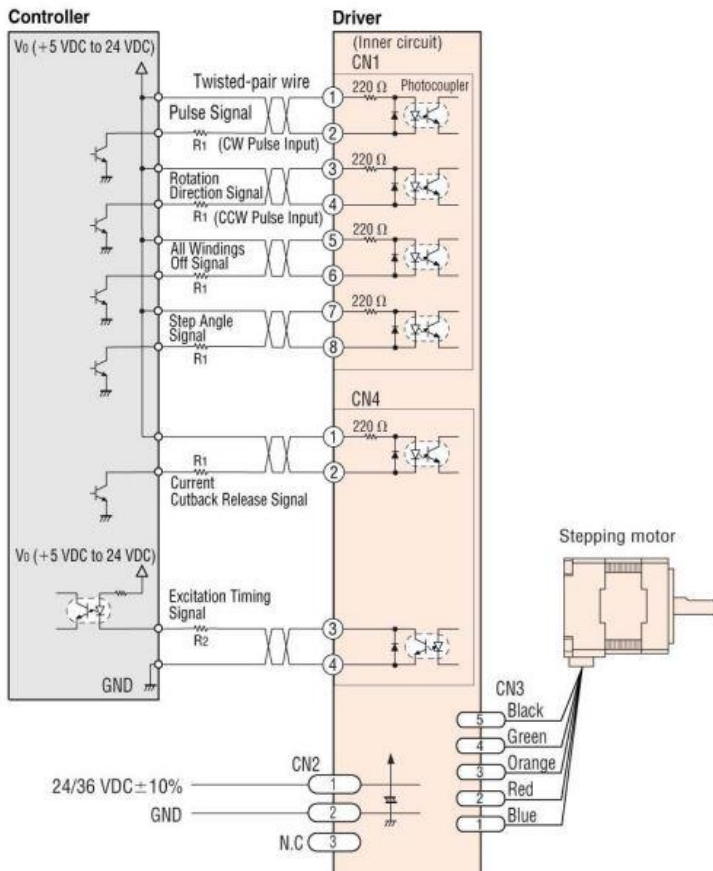 Controller
Driver
V₀ (+5 VDC to 24 VDC)
(Inner circuit)
CN1
Twisted-pair wire
220 Ω
Photocoupler
1
Pulse Signal
2
R1
(CW Pulse Input)
220 Ω
3
Rotation
Direction Signal
4
R1
(CCW Pulse Input)
220 Ω
5
All Windings
Off Signal
6
R1
220 Ω
7
Step Angle
Signal
8
R1
CN4
220 Ω
1
R1
2
Current
Cutback Release Signal
V₀ (+5 VDC to 24 VDC)
Stepping motor
Excitation Timing
Signal
3
R2
4
GND
CN3
5 Black
4 Green
3 Orange
2 Red
1 Blue
CN2
24/36 VDC±10%
1
GND
2
N.C
3